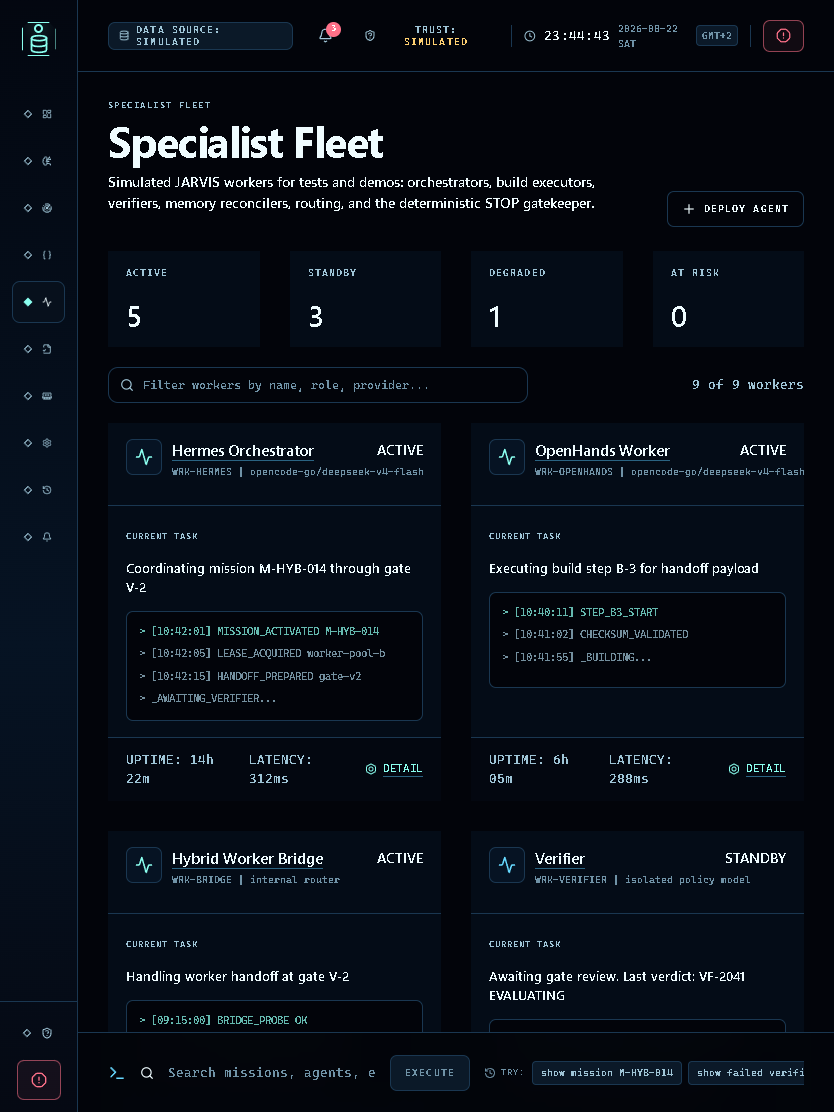 DATA SOURCE:
SIMULATED
3
TRUST:
SIMULATED
23:44:43
2026-08-22
SAT
GMT+2
SPECIALIST FLEET
Specialist Fleet
Simulated JARVIS workers for tests and demos: orchestrators, build executors,
verifiers, memory reconcilers, routing, and the deterministic STOP gatekeeper.
DEPLOY AGENT
ACTIVE
5
STANDBY
3
DEGRADED
1
AT RISK
0
Filter workers by name, role, provider...
9 of 9 workers
Hermes Orchestrator
ACTIVE
WRK-HERMES | opencode-go/deepseek-v4-flash
CURRENT TASK
Coordinating mission M-HYB-014 through gate
V-2
> [10:42:01] MISSION_ACTIVATED M-HYB-014
> [10:42:05] LEASE_ACQUIRED worker-pool-b
> [10:42:15] HANDOFF_PREPARED gate-v2
> _AWAITING_VERIFIER...
UPTIME: 14h
22m
LATENCY:
312ms
DETAIL
OpenHands Worker
ACTIVE
WRK-OPENHANDS | opencode-go/deepseek-v4-flash
CURRENT TASK
Executing build step B-3 for handoff payload
> [10:40:11] STEP_B3_START
> [10:41:02] CHECKSUM_VALIDATED
> [10:41:55] _BUILDING...
UPTIME: 6h
05m
LATENCY:
288ms
DETAIL
Hybrid Worker Bridge
ACTIVE
WRK-BRIDGE | internal router
CURRENT TASK
Handling worker handoff at gate V-2
> [09:15:00] BRIDGE_PROBE OK
Verifier
STANDBY
WRK-VERIFIER | isolated policy model
CURRENT TASK
Awaiting gate review. Last verdict: VF-2041
EVALUATING
Search missions, agents, e
EXECUTE
TRY:
show mission M-HYB-014
show failed verifi